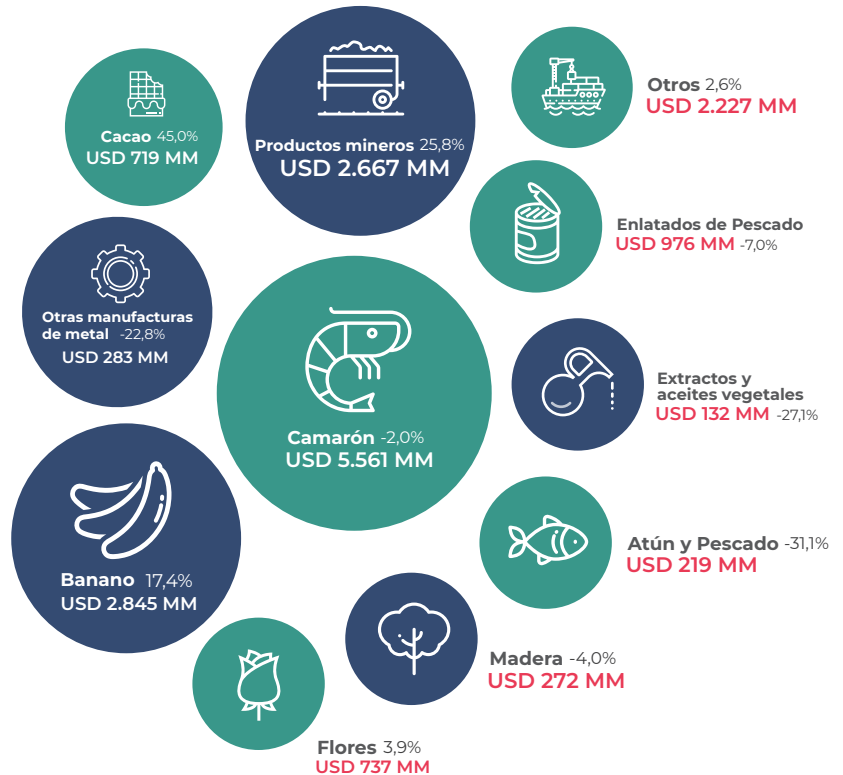 Cacao 45,0%
USD 719 MM
Productos mineros 25,8%
USD 2.667 MM
Otros 2,6%
USD 2.227 MM
Enlatados de Pescado
USD 976 MM -7,0%
Otras manufacturas
de metal -22,8%
USD 283 MM
Camarón -2,0%
USD 5.561 MM
Extractos y
aceites vegetales
USD 132 MM -27,1%
Banano 17,4%
USD 2.845 MM
Atún y Pescado -31,1%
USD 219 MM
Madera -4,0%
USD 272 MM
Flores 3,9%
USD 737 MM